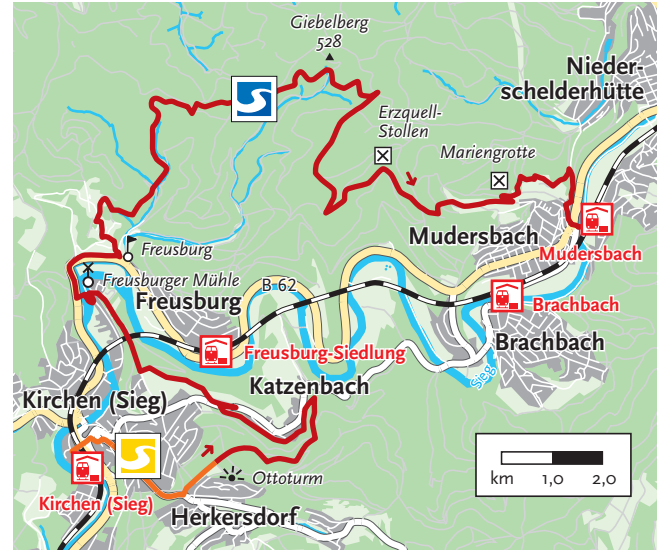 Giebelberg
528
Nieder-
schelderhütte
Erzquell-
Stollen
Mariengrotte
Mudersbach
Mudersbach
Freusburg
Freusburger Mühle
Freusburg
B 62
Brachbach
Brachbach
Freusburg-Siedlung
Sieg
Katzenbach
Kirchen (Sieg)
Ottoturm
Kirchen (Sieg)
Herkersdorf
km 1,0 2,0